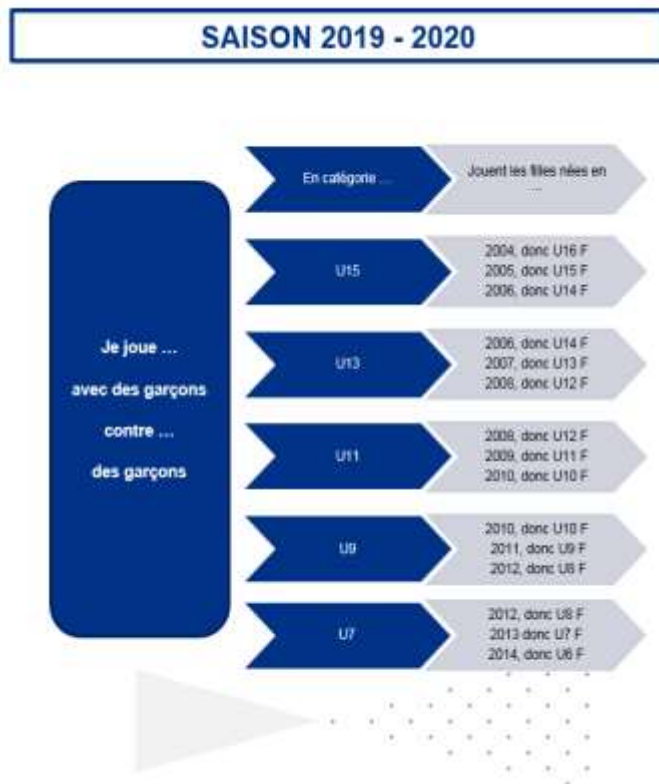 SAISON 2019 - 2020
Je joue ...
avec des garçons
contre ...
des garçons
En catégorie ...
Jouent les filles nées en
...
U15
2004, donc U16 F
2005, donc U15 F
2006, donc U14 F
U13
2006, donc U14 F
2007, donc U13 F
2008, donc U12 F
U11
2008, donc U12 F
2009, donc U11 F
2010, donc U10 F
U9
2010, donc U10 F
2011, donc U9 F
2012, donc U8 F
U7
2012, donc U8 F
2013 donc U7 F
2014, donc U6 F